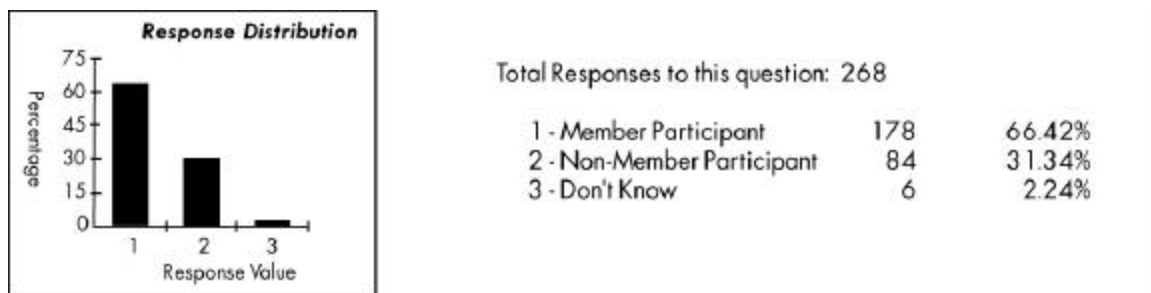 Response Distribution
75
60
45
30
15
0
Percentage
1 2 3
Response Value
Total Responses to this question: 268
1 - Member Participant 178 66.42%
2 - Non-Member Participant 84 31.34%
3 - Don't Know 6 2.24%